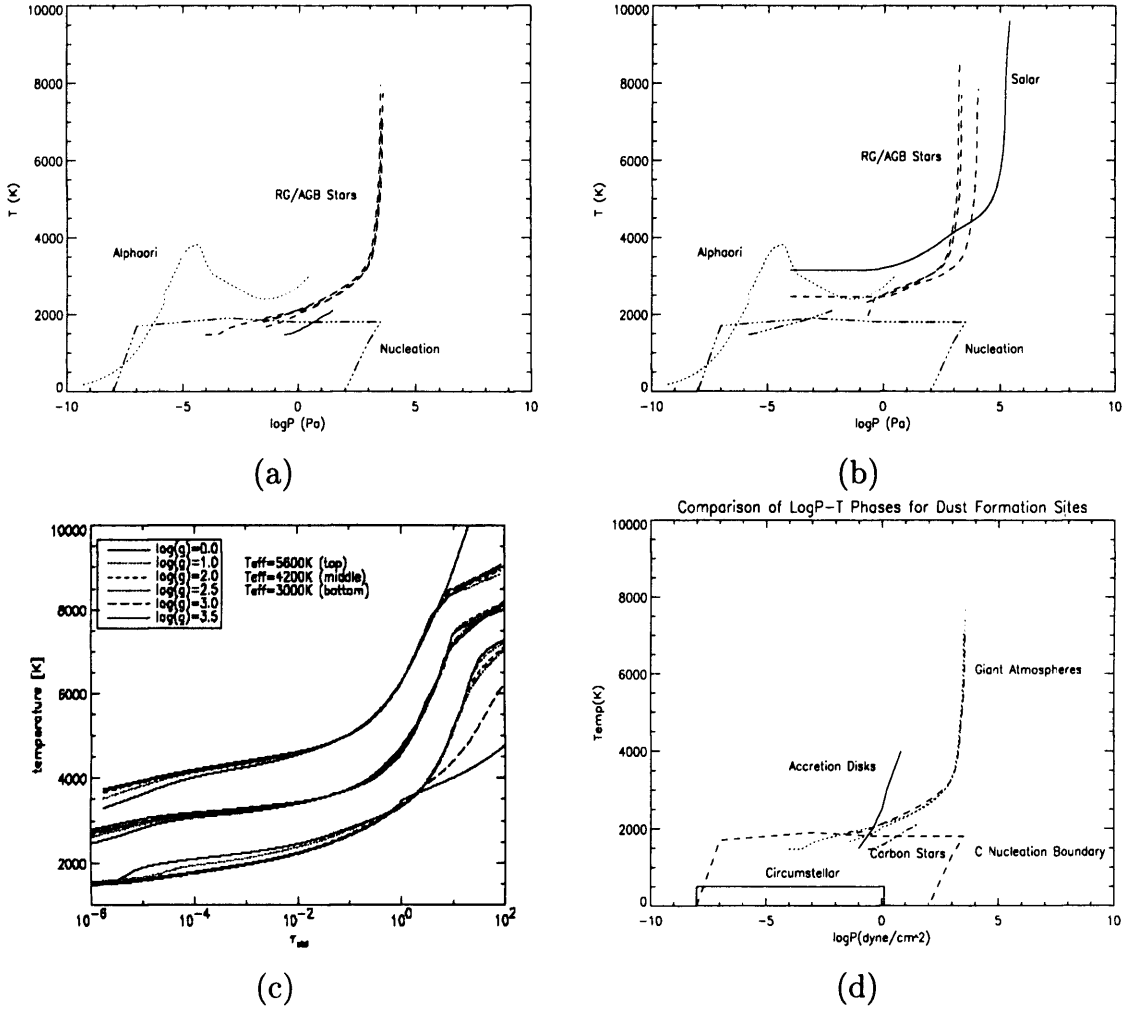 10000
8000
6000
4000
2000
0
T (K)
-10
-5
0
5
10
logP (Pa)
RG/AGB Stars
Alphaori
Nucleation
(a)
10000
8000
6000
4000
2000
0
T (K)
-10
-5
0
5
10
logP (Pa)
Solar
RG/AGB Stars
Alphaori
Nucleation
(b)
10000
8000
6000
4000
2000
temperature [K]
log(g)=0.0
log(g)=1.0
log(g)=2.0
log(g)=2.5
log(g)=3.0
log(g)=3.5
Teff=5600K (top)
Teff=4200K (middle)
Teff=3000K (bottom)
10⁻⁶
10⁻⁴
10⁻²
10⁰
10²
τstd
(c)
Comparison of LogP-T Phases for Dust Formation Sites
10000
8000
6000
4000
2000
0
Temp(K)
-10
-5
0
5
10
logP(dyne/cm^2)
Giant Atmospheres
Accretion Disks
Carbon Stars
C Nucleation Boundary
Circumstellar
(d)